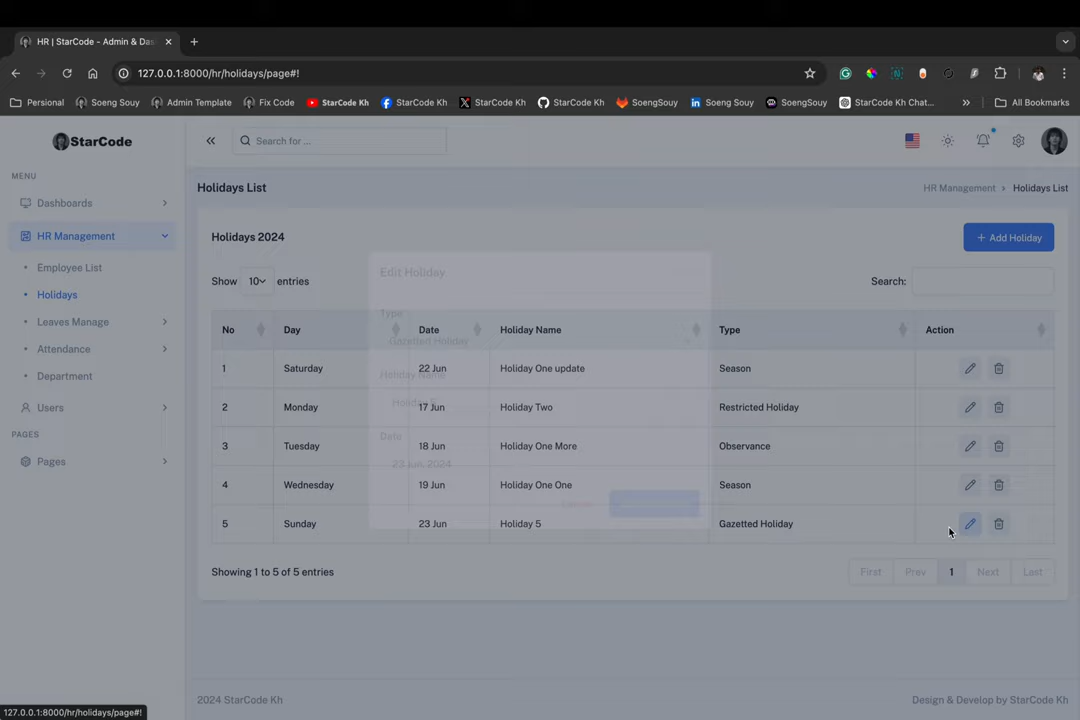 HR | StarCode - Admin & Das
127.0.0.1:8000/hr/holidays/page#!
Personal
Soeng Souy
Admin Template
Fix Code
StarCode Kh
StarCode Kh
StarCode Kh
StarCode Kh
SoengSouy
Soeng Souy
SoengSouy
StarCode Kh Chat...
All Bookmarks
StarCode
Search for ...
MENU
Dashboards
HR Management
Employee List
Holidays
Leaves Manage
Attendance
Department
Users
PAGES
Pages
Holidays List
HR Management
Holidays List
Holidays 2024
+ Add Holiday
Show 10 entries
Search:
No Day Date Holiday Name Type Action
1 Saturday 22 Jun Holiday One update Season
2 Monday 17 Jun Holiday Two Restricted Holiday
3 Tuesday 18 Jun Holiday One More Observance
4 Wednesday 19 Jun Holiday One One Season
5 Sunday 23 Jun Holiday 5 Gazetted Holiday
Edit Holiday
Type
Gazetted Holiday
Holiday Name
Holiday 5
Date
23 Jun, 2024
Showing 1 to 5 of 5 entries
First Prev 1 Next Last
2024 StarCode Kh
Design & Develop by StarCode Kh
127.0.0.1:8000/hr/holidays/page#!